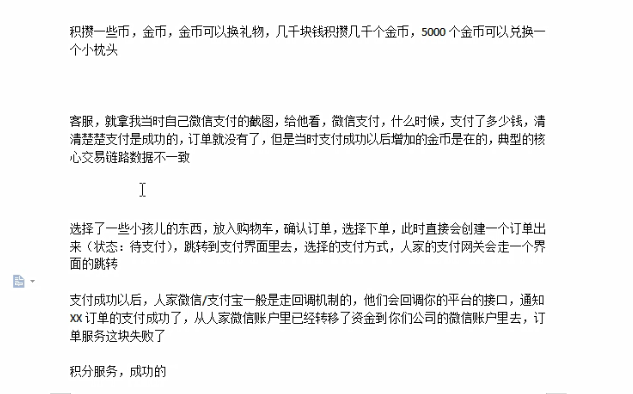 积攒一些币，金币，金币可以换礼物，几千块钱积攒几千个金币，5000 个金币可以兑换一
个小枕头
客服，就拿我当时自己微信支付的截图，给他看，微信支付，什么时候，支付了多少钱，清
清楚楚支付是成功的，订单就没有了，但是当时支付成功以后增加的金币是在的，典型的核
心交易链路数据不一致
选择了一些小孩儿的东西，放入购物车，确认订单，选择下单，此时直接会创建一个订单出
来（状态：待支付），跳转到支付界面里去，选择的支付方式，人家的支付网关会走一个界
面的跳转
支付成功以后，人家微信/支付宝一般是走回调机制的，他们会回调你的平台的接口，通知
XX 订单的支付成功了，从人家微信账户里已经转移了资金到你们公司的微信账户里去，订
单服务这块失败了
积分服务，成功的